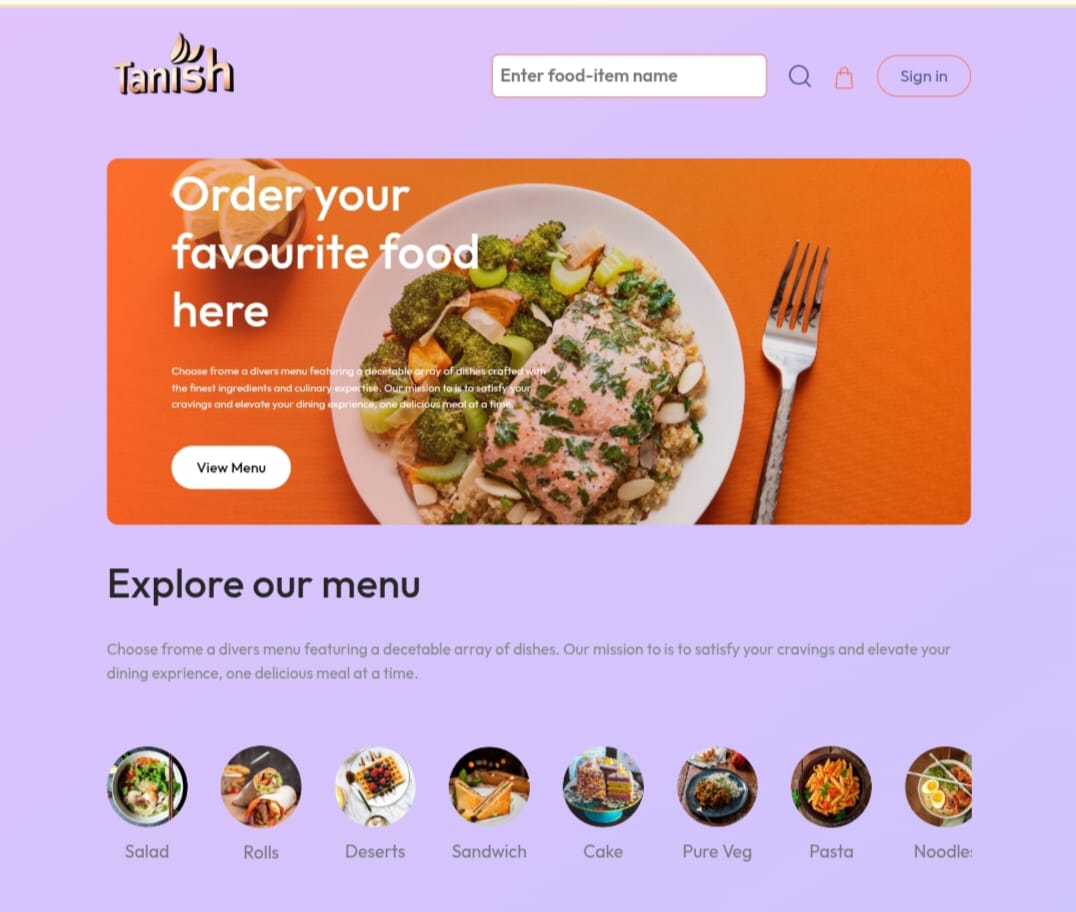 Tanish
Enter food-item name
Sign in
Order your
favourite food
here
Choose frome a divers menu featuring a decetable array of dishes crafted with
the finest ingredients and culinary expertise. Our mission to is to satisfy your
cravings and elevate your dining exprience, one delicious meal at a time.
View Menu
Explore our menu
Choose frome a divers menu featuring a decetable array of dishes. Our mission to is to satisfy your cravings and elevate your
dining exprience, one delicious meal at a time.
Salad Rolls Deserts Sandwich Cake Pure Veg Pasta Noodles